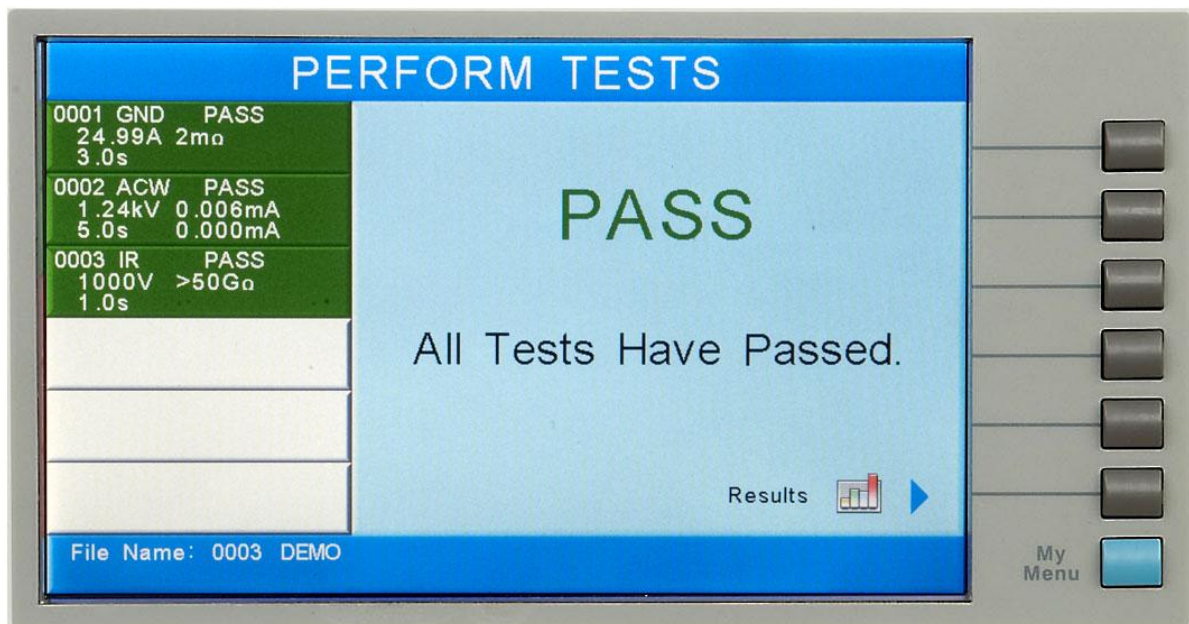 PERFORM TESTS
0001 GND PASS
24.99A 2mΩ
3.0s
0002 ACW PASS
1.24kV 0.006mA
5.0s 0.000mA
0003 IR PASS
1000V >50GΩ
1.0s
PASS
All Tests Have Passed.
Results
File Name: 0003 DEMO
My
Menu